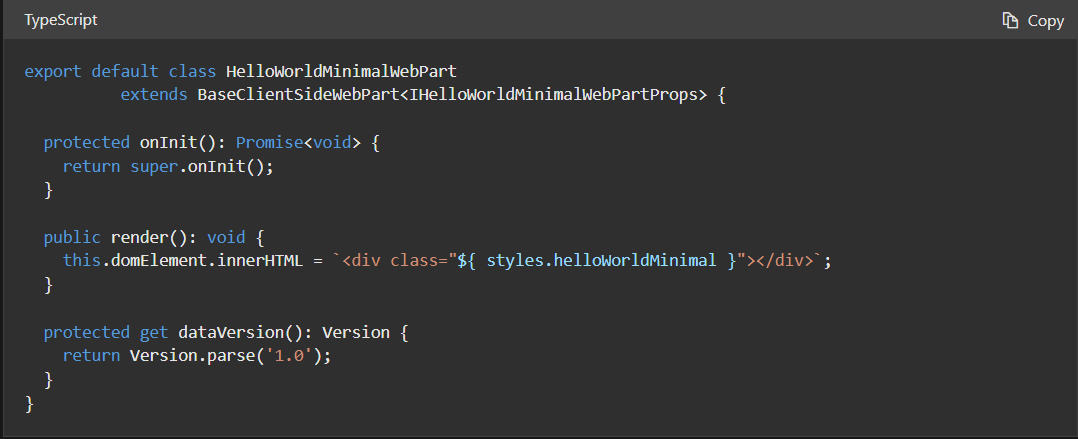 TypeScript
Copy
export default class HelloWorldMinimalWebPart
extends BaseClientSideWebPart<IHelloWorldMinimalWebPartProps> {
protected onInit(): Promise<void> {
return super.onInit();
}
public render(): void {
this.domElement.innerHTML = `<div class="${ styles.helloWorldMinimal }"></div>`;
}
protected get dataVersion(): Version {
return Version.parse('1.0');
}
}